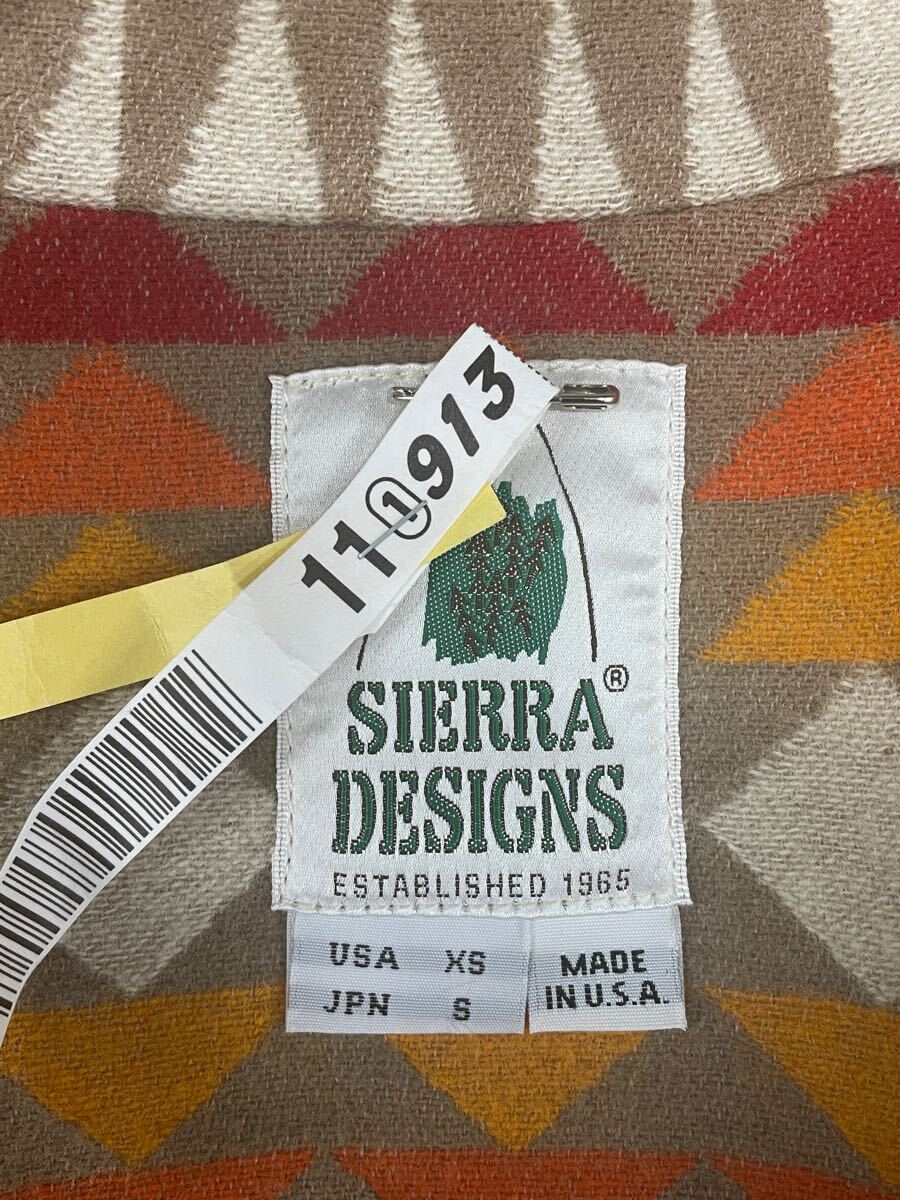 11①913
SIERRA®
DESIGNS
ESTABLISHED 1965
USA XS
JPN S
MADE
IN U.S.A.